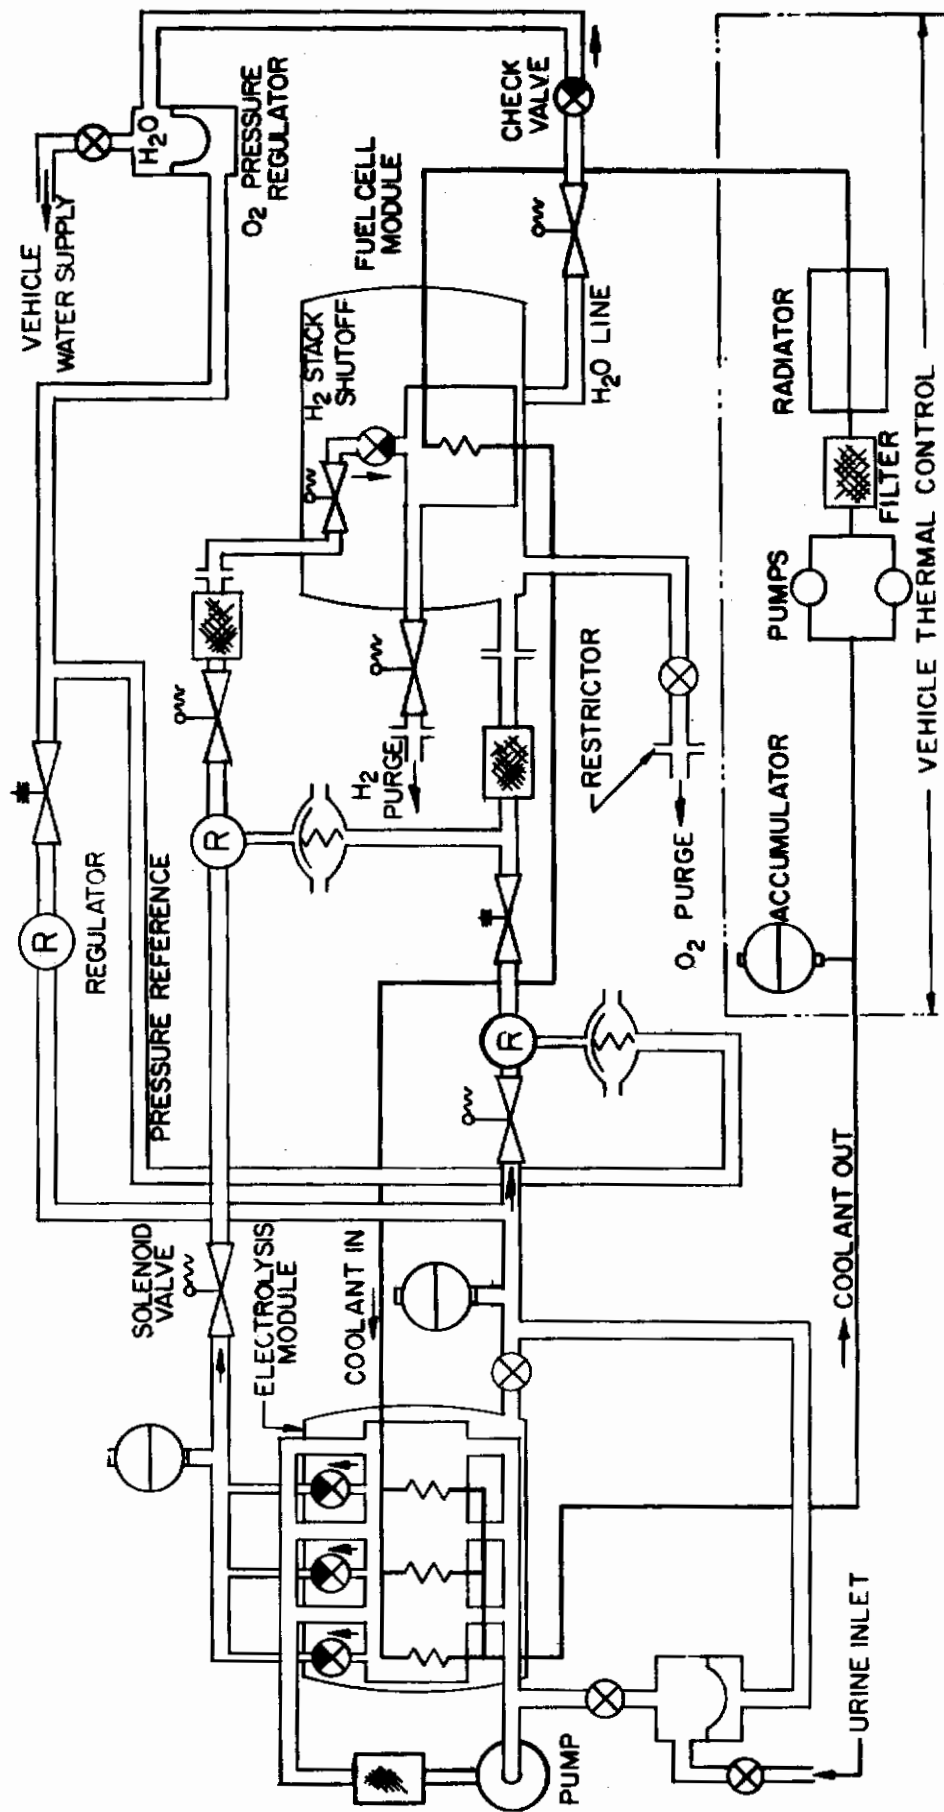 VEHICLE
WATER SUPPLY
H₂O
O₂ PRESSURE
REGULATOR
CHECK
VALVE
FUEL CELL
MODULE
H₂ STACK
SHUTOFF
H₂O LINE
R
REGULATOR
PRESSURE REFERENCE
R
H₂
PURGE
RESTRICTOR
O₂ PURGE
R
SOLENOID
VALVE
ELECTROLYSIS
MODULE
COOLANT IN
COOLANT OUT
PUMP
URINE INLET
RADIATOR
FILTER
PUMPS
ACCUMULATOR
VEHICLE THERMAL CONTROL